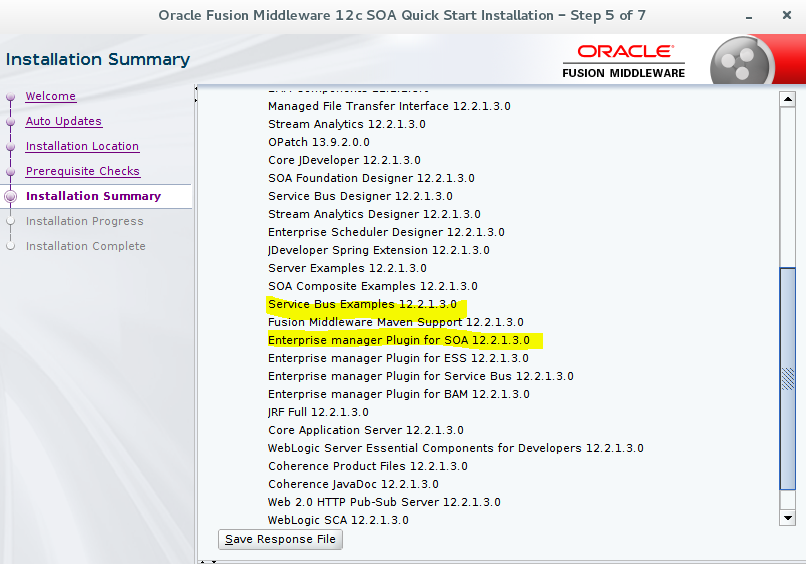 Oracle Fusion Middleware 12c SOA Quick Start Installation – Step 5 of 7
Installation Summary
ORACLE
FUSION MIDDLEWARE
Welcome
Auto Updates
Installation Location
Prerequisite Checks
Installation Summary
Installation Progress
Installation Complete
Managed File Transfer Interface 12.2.1.3.0
Stream Analytics 12.2.1.3.0
OPatch 13.9.2.0.0
Core JDeveloper 12.2.1.3.0
SOA Foundation Designer 12.2.1.3.0
Service Bus Designer 12.2.1.3.0
Stream Analytics Designer 12.2.1.3.0
Enterprise Scheduler Designer 12.2.1.3.0
JDeveloper Spring Extension 12.2.1.3.0
Server Examples 12.2.1.3.0
SOA Composite Examples 12.2.1.3.0
Service Bus Examples 12.2.1.3.0
Fusion Middleware Maven Support 12.2.1.3.0
Enterprise manager Plugin for SOA 12.2.1.3.0
Enterprise manager Plugin for ESS 12.2.1.3.0
Enterprise manager Plugin for Service Bus 12.2.1.3.0
Enterprise manager Plugin for BAM 12.2.1.3.0
JRF Full 12.2.1.3.0
Core Application Server 12.2.1.3.0
WebLogic Server Essential Components for Developers 12.2.1.3.0
Coherence Product Files 12.2.1.3.0
Coherence JavaDoc 12.2.1.3.0
Web 2.0 HTTP Pub-Sub Server 12.2.1.3.0
WebLogic SCA 12.2.1.3.0
Save Response File